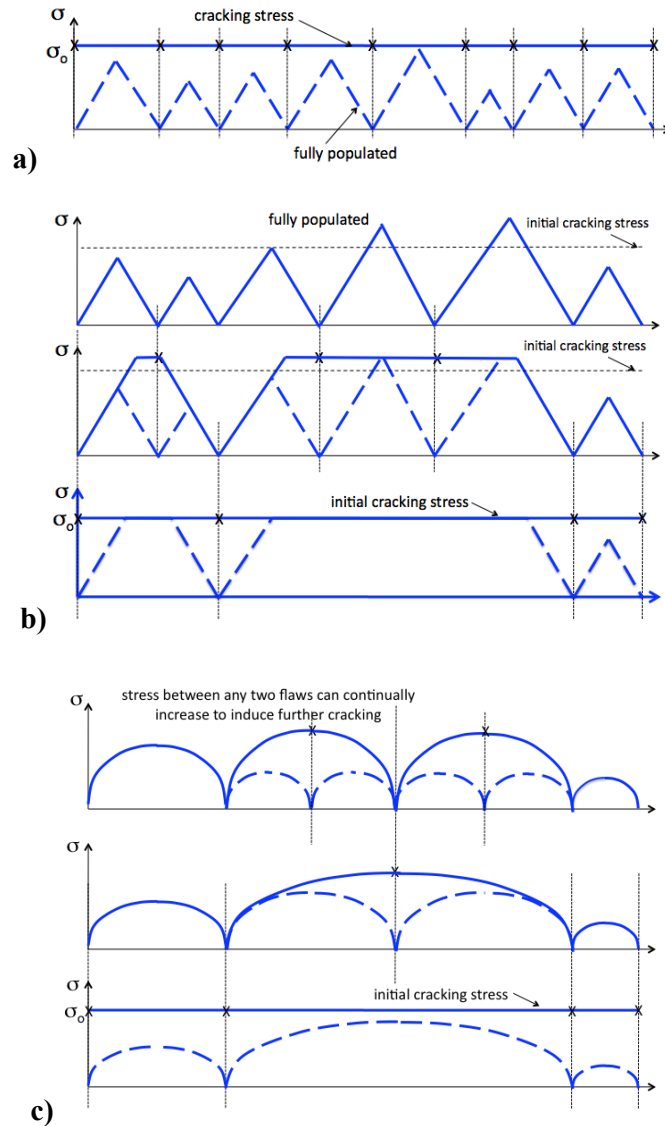 σ
cracking stress
σₒ
fully populated
a)
σ
fully populated
initial cracking stress
σ
initial cracking stress
σ
initial cracking stress
σₒ
b)
stress between any two flaws can continually
increase to induce further cracking
σ
σ
σ
initial cracking stress
σₒ
c)